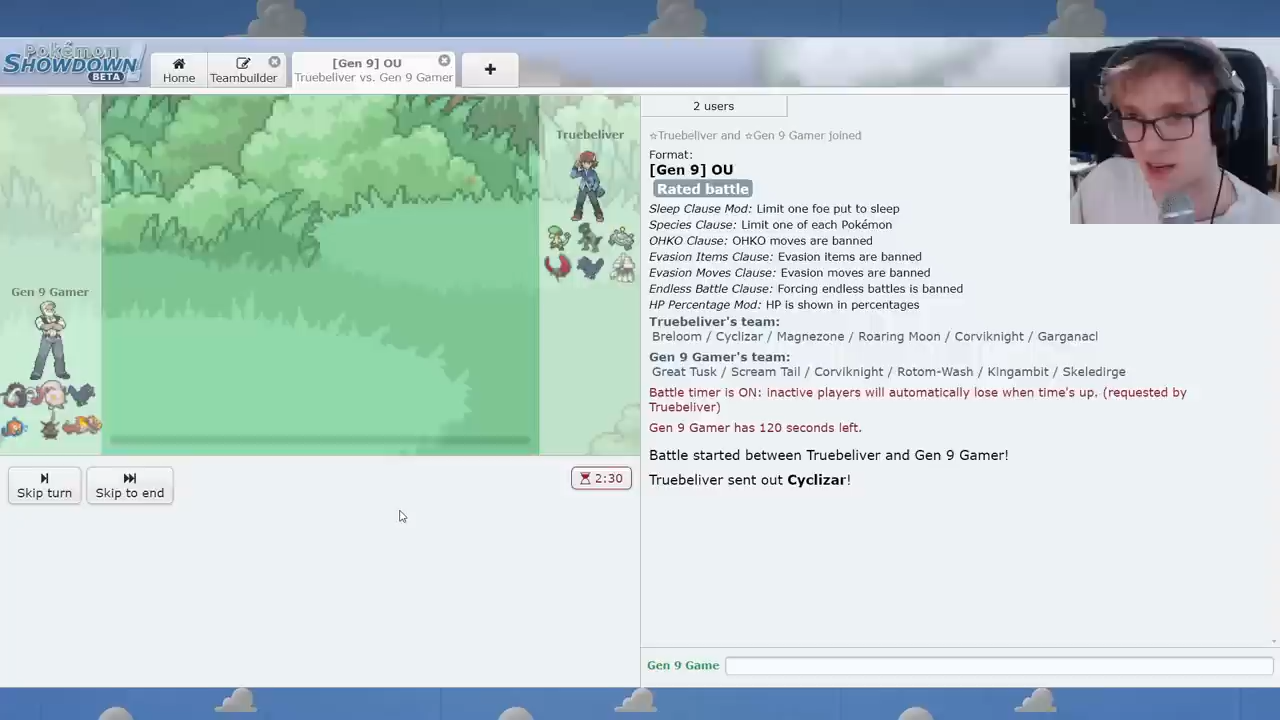 Pokémon
SHOWDOWN
BETA
Home
Teambuilder
[Gen 9] OU
Truebeliver vs. Gen 9 Gamer
+
Truebeliver
Gen 9 Gamer
Skip turn
Skip to end
2:30
2 users
☆Truebeliver and ☆Gen 9 Gamer joined
Format:
[Gen 9] OU
Rated battle
Sleep Clause Mod: Limit one foe put to sleep
Species Clause: Limit one of each Pokémon
OHKO Clause: OHKO moves are banned
Evasion Items Clause: Evasion items are banned
Evasion Moves Clause: Evasion moves are banned
Endless Battle Clause: Forcing endless battles is banned
HP Percentage Mod: HP is shown in percentages
Truebeliver's team:
Breloom / Cyclizar / Magnezone / Roaring Moon / Corviknight / Garganacl
Gen 9 Gamer's team:
Great Tusk / Scream Tail / Corviknight / Rotom-Wash / Kingambit / Skeledirge
Battle timer is ON: inactive players will automatically lose when time's up. (requested by
Truebeliver)
Gen 9 Gamer has 120 seconds left.
Battle started between Truebeliver and Gen 9 Gamer!
Truebeliver sent out Cyclizar!
Gen 9 Game